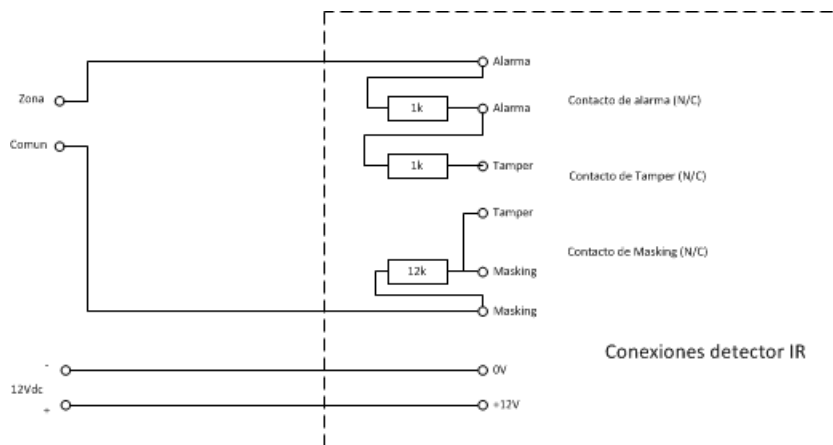 Alarma
Zona
1k
Alarma
Contacto de alarma (N/C)
Comun
1k
Tamper
Contacto de Tamper (N/C)
Tamper
Contacto de Masking (N/C)
12k
Masking
Masking
Conexiones detector IR
-
0V
12Vdc
+
+12V